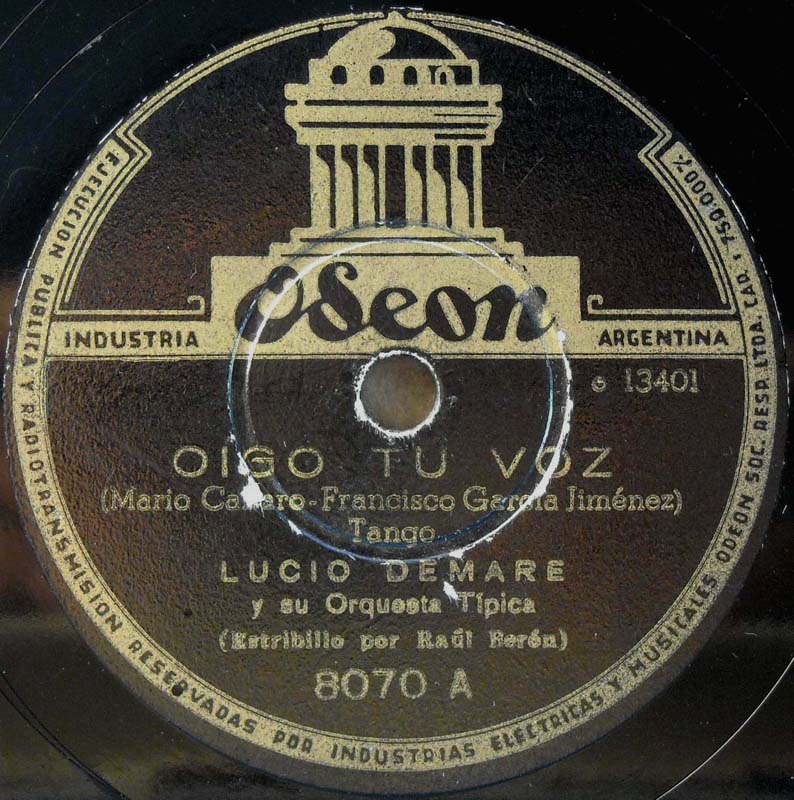 Odeon
INDUSTRIA
ARGENTINA
e 13401
OIGO TU VOZ
(Mario Canaro-Francisco García Jiménez)
Tango
LUCIO DEMARE
y su Orquesta Típica
(Estribillo por Raúl Berón)
8070 A
EJECUCION PUBLICA Y RADIOTRANSMISION RESERVADAS POR INDUSTRIAS ELÉCTRICAS Y MUSICALES ODEON SOC. RESP. LTDA. CAP. $ 750.000%